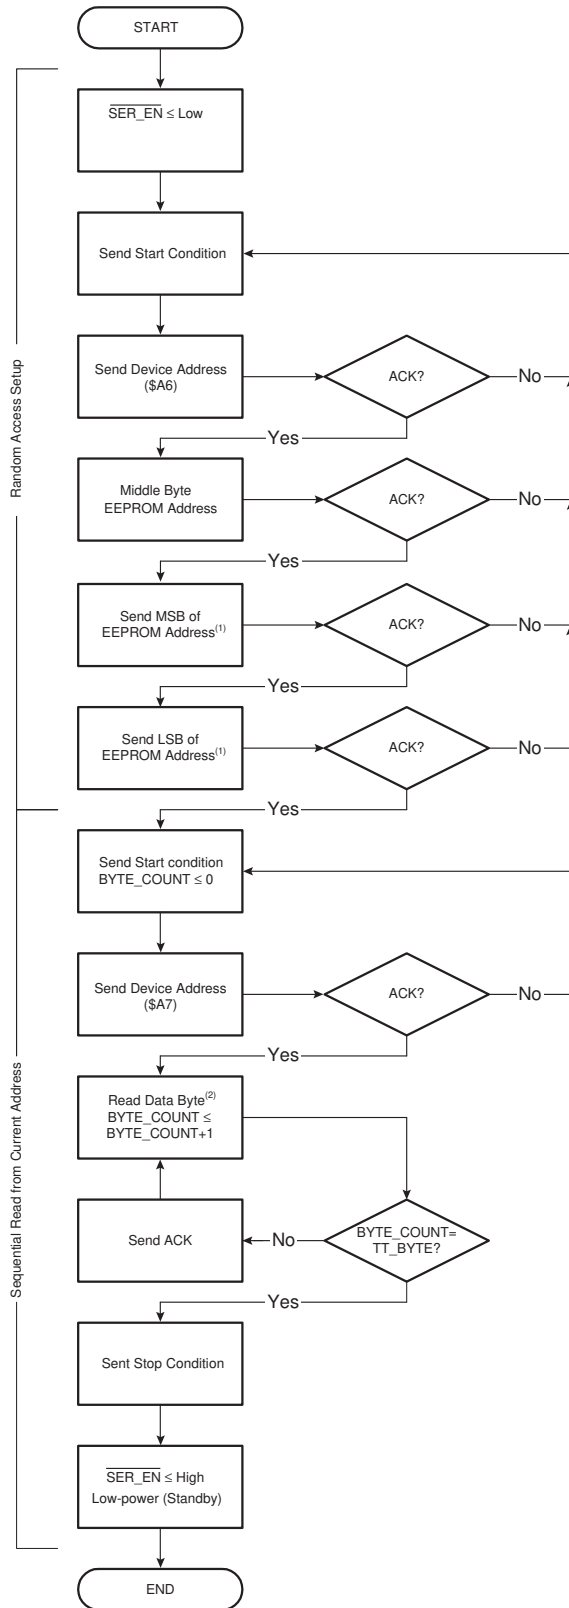 START
SER_EN ≤ Low
Send Start Condition
Send Device Address
($A6)
ACK?
No
Yes
Middle Byte
EEPROM Address
ACK?
No
Yes
Send MSB of
EEPROM Address(1)
ACK?
No
Yes
Send LSB of
EEPROM Address(1)
ACK?
No
Yes
Random Access Setup
Send Start condition
BYTE_COUNT ≤ 0
Send Device Address
($A7)
ACK?
No
Yes
Read Data Byte(2)
BYTE_COUNT ≤
BYTE_COUNT+1
BYTE_COUNT=
TT_BYTE?
No
Send ACK
Yes
Sent Stop Condition
SER_EN ≤ High
Low-power (Standby)
Sequential Read from Current Address
END